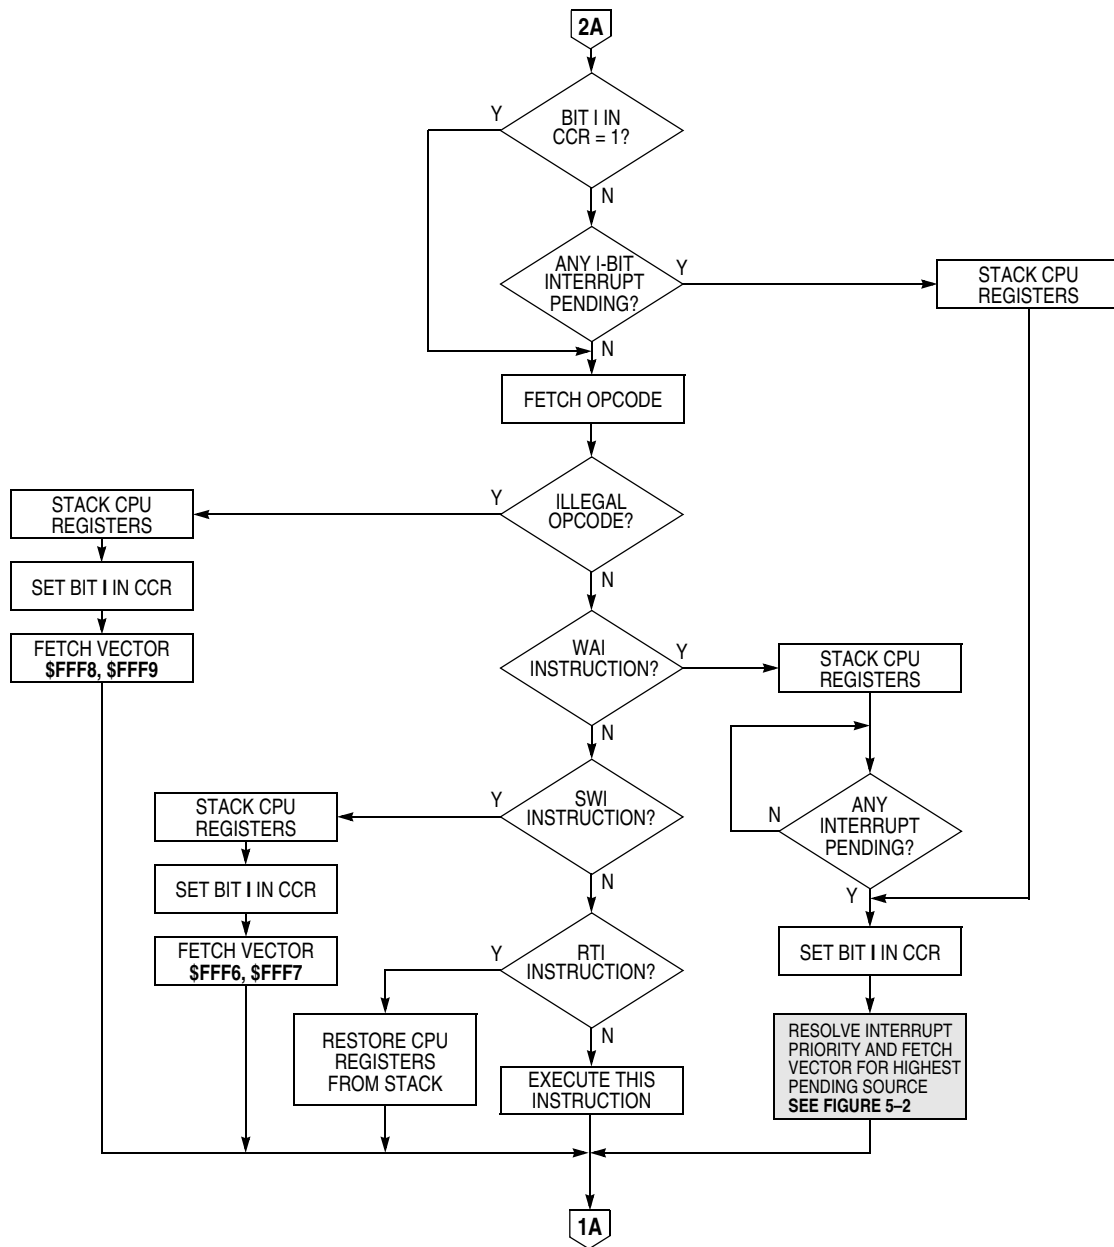 2A
Y
BIT I IN
CCR = 1?
N
ANY I-BIT
INTERRUPT
PENDING?
Y
STACK CPU
REGISTERS
N
FETCH OPCODE
Y
ILLEGAL
OPCODE?
STACK CPU
REGISTERS
N
SET BIT I IN CCR
FETCH VECTOR
$FFF8, $FFF9
WAI
INSTRUCTION?
Y
STACK CPU
REGISTERS
N
Y
SWI
INSTRUCTION?
STACK CPU
REGISTERS
N
ANY
INTERRUPT
PENDING?
SET BIT I IN CCR
N
Y
FETCH VECTOR
$FFF6, $FFF7
Y
RTI
INSTRUCTION?
SET BIT I IN CCR
N
RESTORE CPU
REGISTERS
FROM STACK
EXECUTE THIS
INSTRUCTION
RESOLVE INTERRUPT
PRIORITY AND FETCH
VECTOR FOR HIGHEST
PENDING SOURCE
SEE FIGURE 5–2
1A